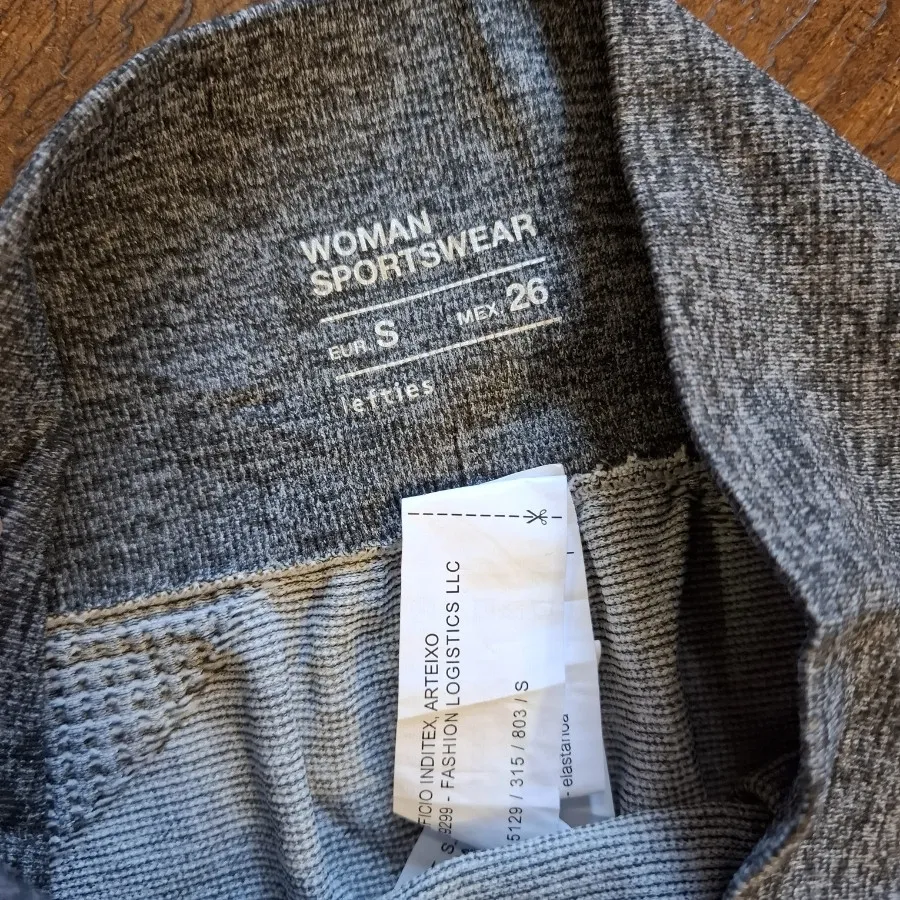 WOMAN
SPORTSWEAR
EUR. S MEX. 26
lefties
FICIO INDITEX, ARTEIXO
9299 - FASHION LOGISTICS LLC
5129 / 315 / 803 / S
- elastano